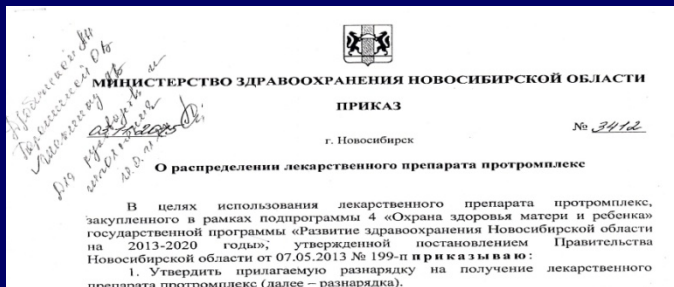 МИНИСТЕРСТВО ЗДРАВООХРАНЕНИЯ НОВОСИБИРСКОЙ ОБЛАСТИ
ПРИКАЗ
№ 3412
г. Новосибирск
О распределении лекарственного препарата протромплекс
В целях использования лекарственного препарата протромплекс,
закупленного в рамках подпрограммы 4 «Охрана здоровья матери и ребенка»
государственной программы «Развитие здравоохранения Новосибирской области
на 2013-2020 годы», утвержденной постановлением Правительства
Новосибирской области от 07.05.2013 № 199-п приказываю:
1. Утвердить прилагаемую разнарядку на получение лекарственного
препарата протромплекс (далее – разнарядка).